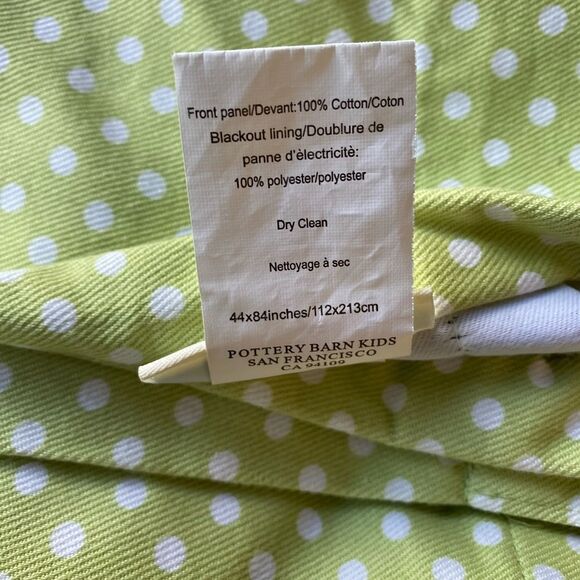 Front panel/Devant:100% Cotton/Coton
Blackout lining/Doublure de
panne d'èlectricitè:
100% polyester/polyester
Dry Clean
Nettoyage à sec
44x84inches/112x213cm
POTTERY BARN KIDS
SAN FRANCISCO
CA 94109